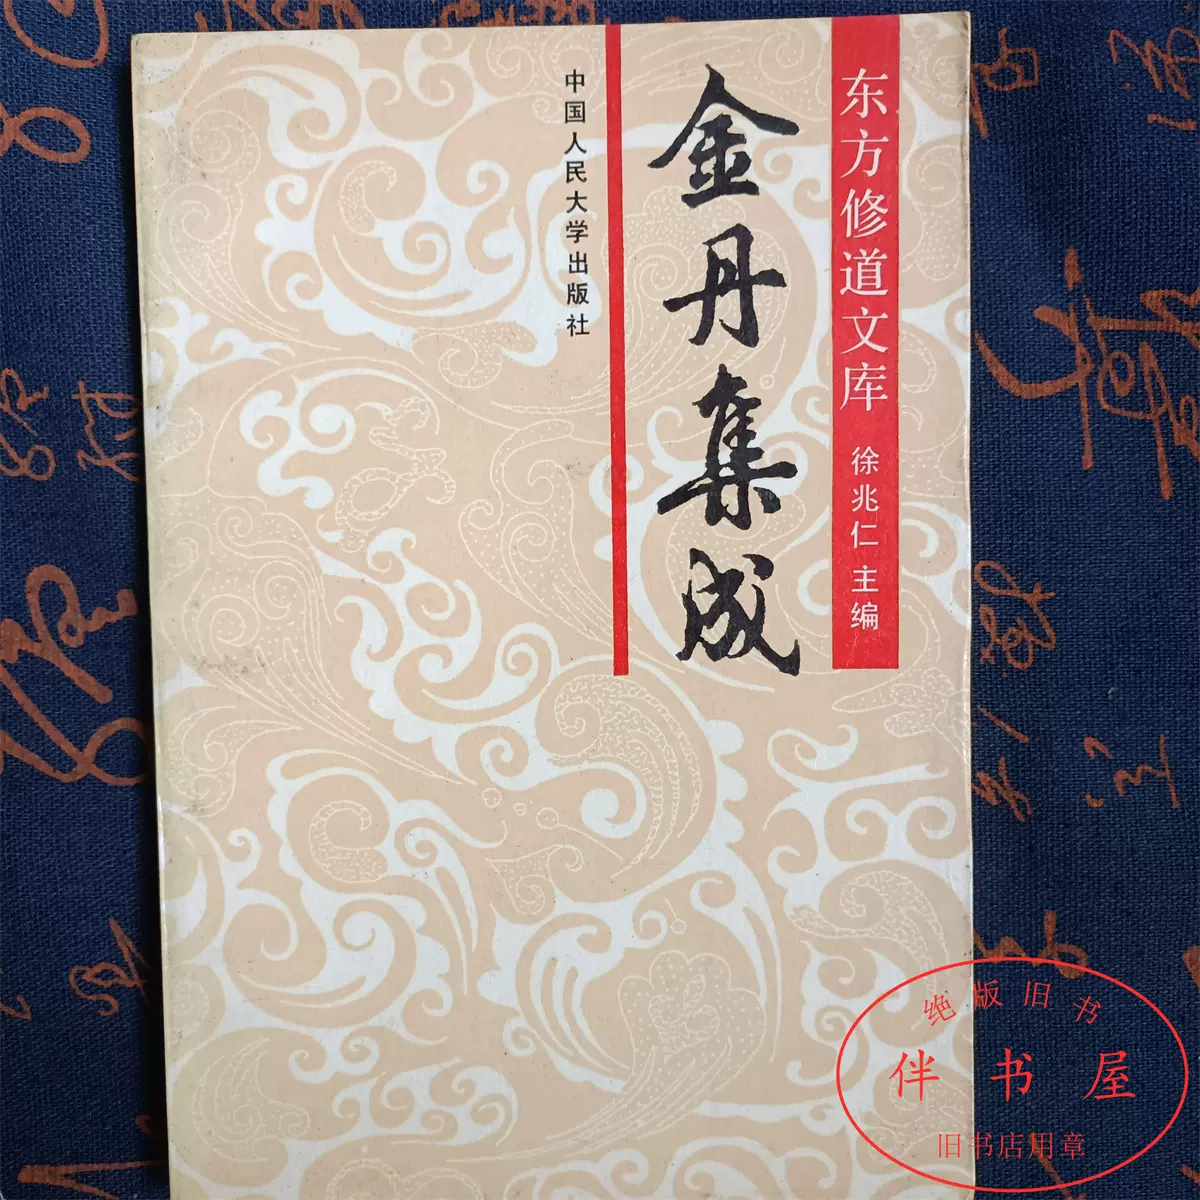 东方修道文库
徐兆仁 主编
金丹集成
中国人民大学出版社
绝版旧书
伴书屋
旧书店用章